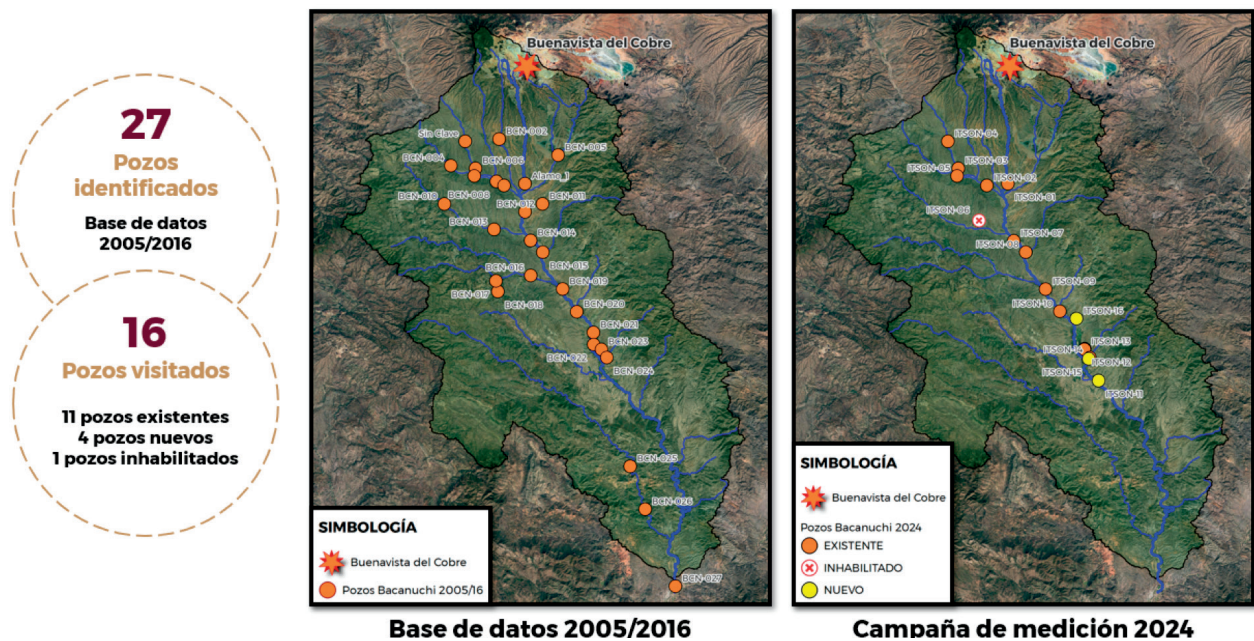 27
Pozos
identificados
Base de datos
2005/2016
16
Pozos visitados
11 pozos existentes
4 pozos nuevos
1 pozos inhabilitados
Buenavista del Cobre
Sin Clave
BCN-002
BCN-004
BCN-006
BCN-005
Alamo_1
BCN-010
BCN-008
BCN-012
BCN-011
BCN-013
BCN-014
BCN-016
BCN-015
BCN-017
BCN-018
BCN-019
BCN-020
BCN-021
BCN-023
BCN-022
BCN-024
BCN-025
BCN-026
BCN-027
SIMBOLOGÍA
Buenavista del Cobre
Pozos Bacanuchi 2005/16
Base de datos 2005/2016
Buenavista del Cobre
ITSON-04
ITSON-03
ITSON-05
ITSON-02
ITSON-01
ITSON-06
ITSON-07
ITSON-08
ITSON-09
ITSON-10
ITSON-16
ITSON-13
ITSON-14
ITSON-12
ITSON-15
ITSON-11
SIMBOLOGÍA
Buenavista del Cobre
Pozos Bacanuchi 2024
EXISTENTE
INHABILITADO
NUEVO
Campaña de medición 2024